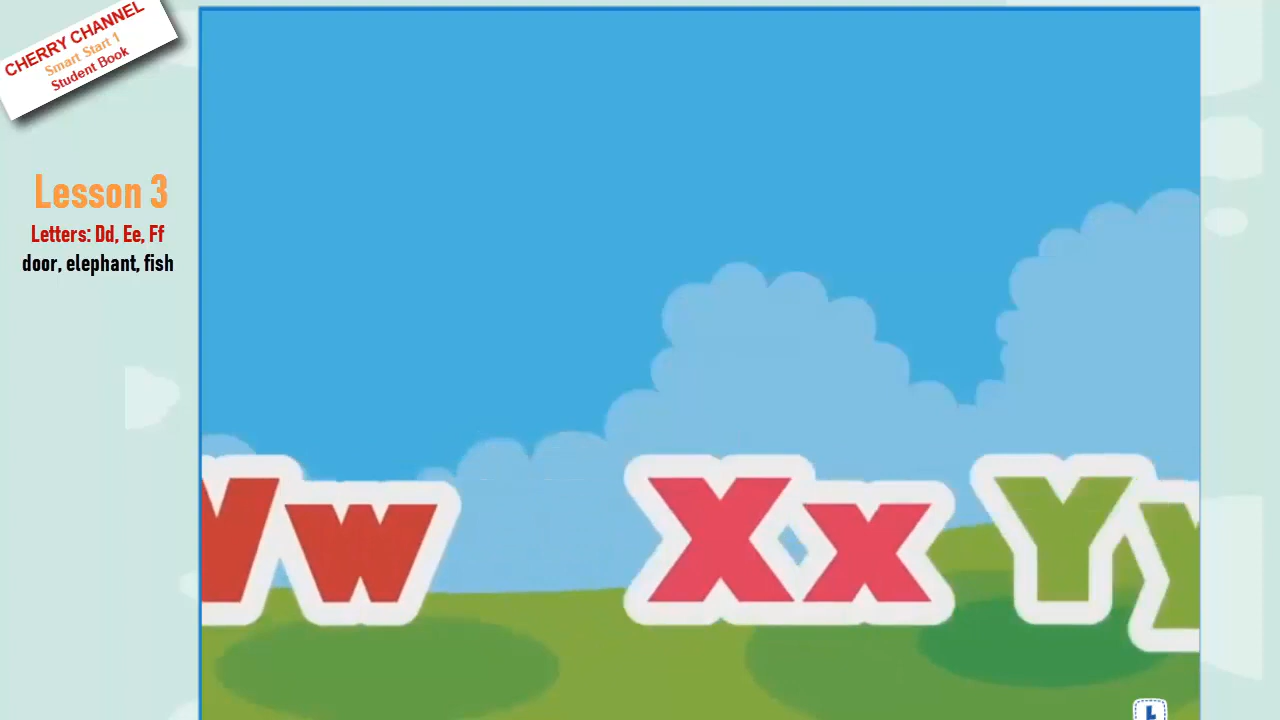 CHERRY CHANNEL
Smart Start 1
Student Book
Lesson 3
Letters: Dd, Ee, Ff
door, elephant, fish
Ww Xx Yy